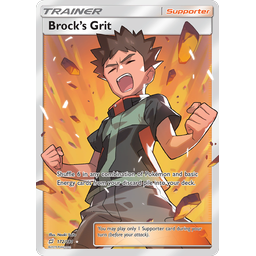 TRAINER
Supporter
Brock's Grit
Shuffle 6 in any combination of Pokémon and basic
Energy cards from your discard pile into your deck.
You may play only 1 Supporter card during your
turn (before your attack).